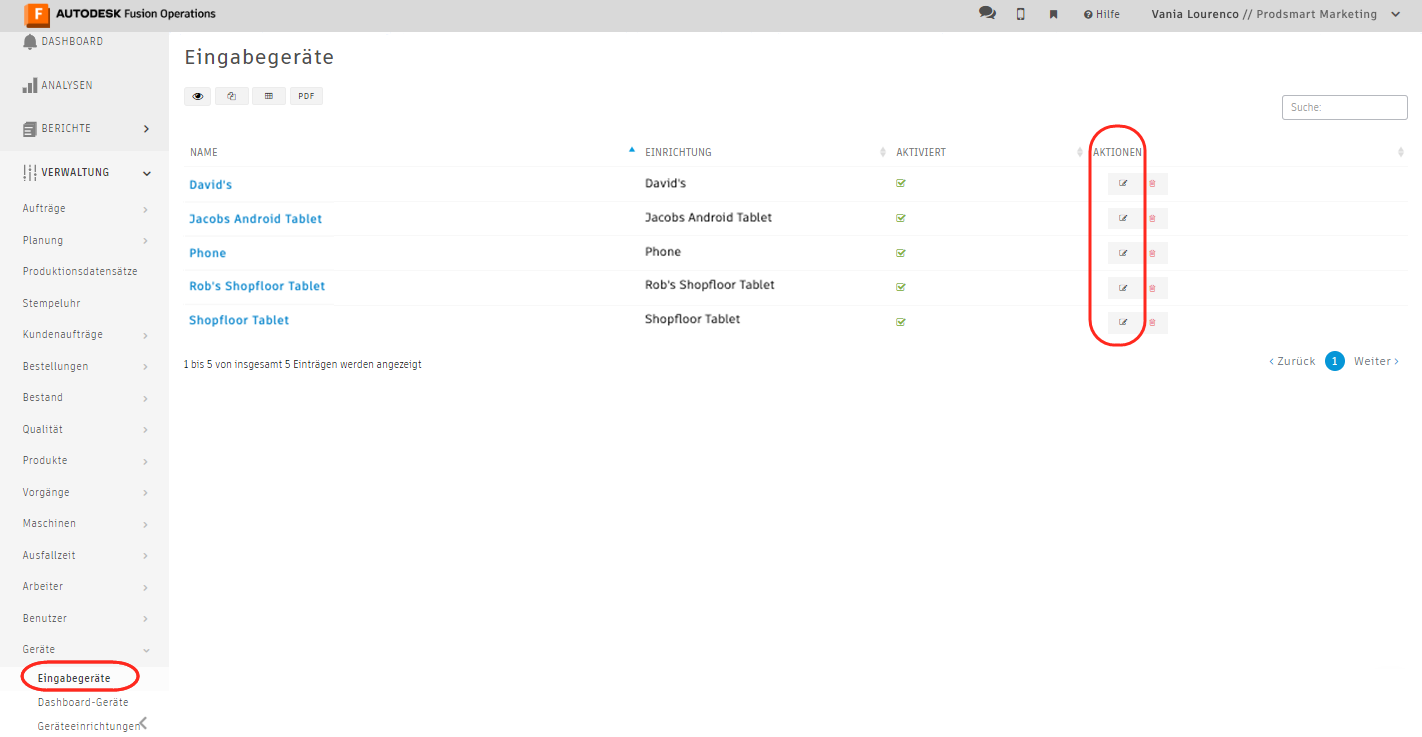 F AUTODESK Fusion Operations
Hilfe
Vania Lourenco // Prodsmart Marketing
DASHBOARD
ANALYSEN
BERICHTE
VERWALTUNG
Aufträge
Planung
Produktionsdatensätze
Stempeluhr
Kundenaufträge
Bestellungen
Bestand
Qualität
Produkte
Vorgänge
Maschinen
Ausfallzeit
Arbeiter
Benutzer
Geräte
Eingabegeräte
Dashboard-Geräte
Geräteeinrichtungen
Eingabegeräte
PDF
Suche:
NAME EINRICHTUNG AKTIVIERT AKTIONEN
David's David's
Jacobs Android Tablet Jacobs Android Tablet
Phone Phone
Rob's Shopfloor Tablet Rob's Shopfloor Tablet
Shopfloor Tablet Shopfloor Tablet
1 bis 5 von insgesamt 5 Einträgen werden angezeigt
‹ Zurück 1 Weiter ›